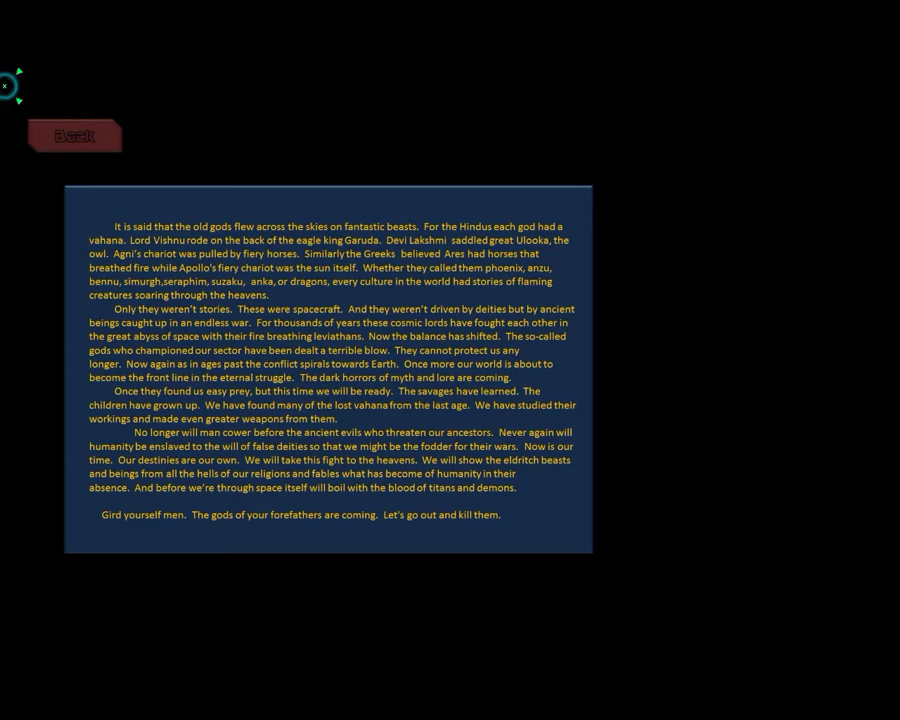 Back
It is said that the old gods flew across the skies on fantastic beasts. For the Hindus each god had a
vahana. Lord Vishnu rode on the back of the eagle king Garuda. Devi Lakshmi saddled great Ulooka, the
owl. Agni's chariot was pulled by fiery horses. Similarly the Greeks believed Ares had horses that
breathed fire while Apollo's fiery chariot was the sun itself. Whether they called them phoenix, anzu,
bennu, simurgh,seraphim, suzaku, anka, or dragons, every culture in the world had stories of flaming
creatures soaring through the heavens.
Only they weren't stories. These were spacecraft. And they weren't driven by deities but by ancient
beings caught up in an endless war. For thousands of years these cosmic lords have fought each other in
the great abyss of space with their fire breathing leviathans. Now the balance has shifted. The so-called
gods who championed our sector have been dealt a terrible blow. They cannot protect us any
longer. Now again as in ages past the conflict spirals towards Earth. Once more our world is about to
become the front line in the eternal struggle. The dark horrors of myth and lore are coming.
Once they found us easy prey, but this time we will be ready. The savages have learned. The
children have grown up. We have found many of the lost vahana from the last age. We have studied their
workings and made even greater weapons from them.
No longer will man cower before the ancient evils who threaten our ancestors. Never again will
humanity be enslaved to the will of false deities so that we might be the fodder for their wars. Now is our
time. Our destinies are our own. We will take this fight to the heavens. We will show the eldritch beasts
and beings from all the hells of our religions and fables what has become of humanity in their
absence. And before we're through space itself will boil with the blood of titans and demons.
Gird yourself men. The gods of your forefathers are coming. Let's go out and kill them.